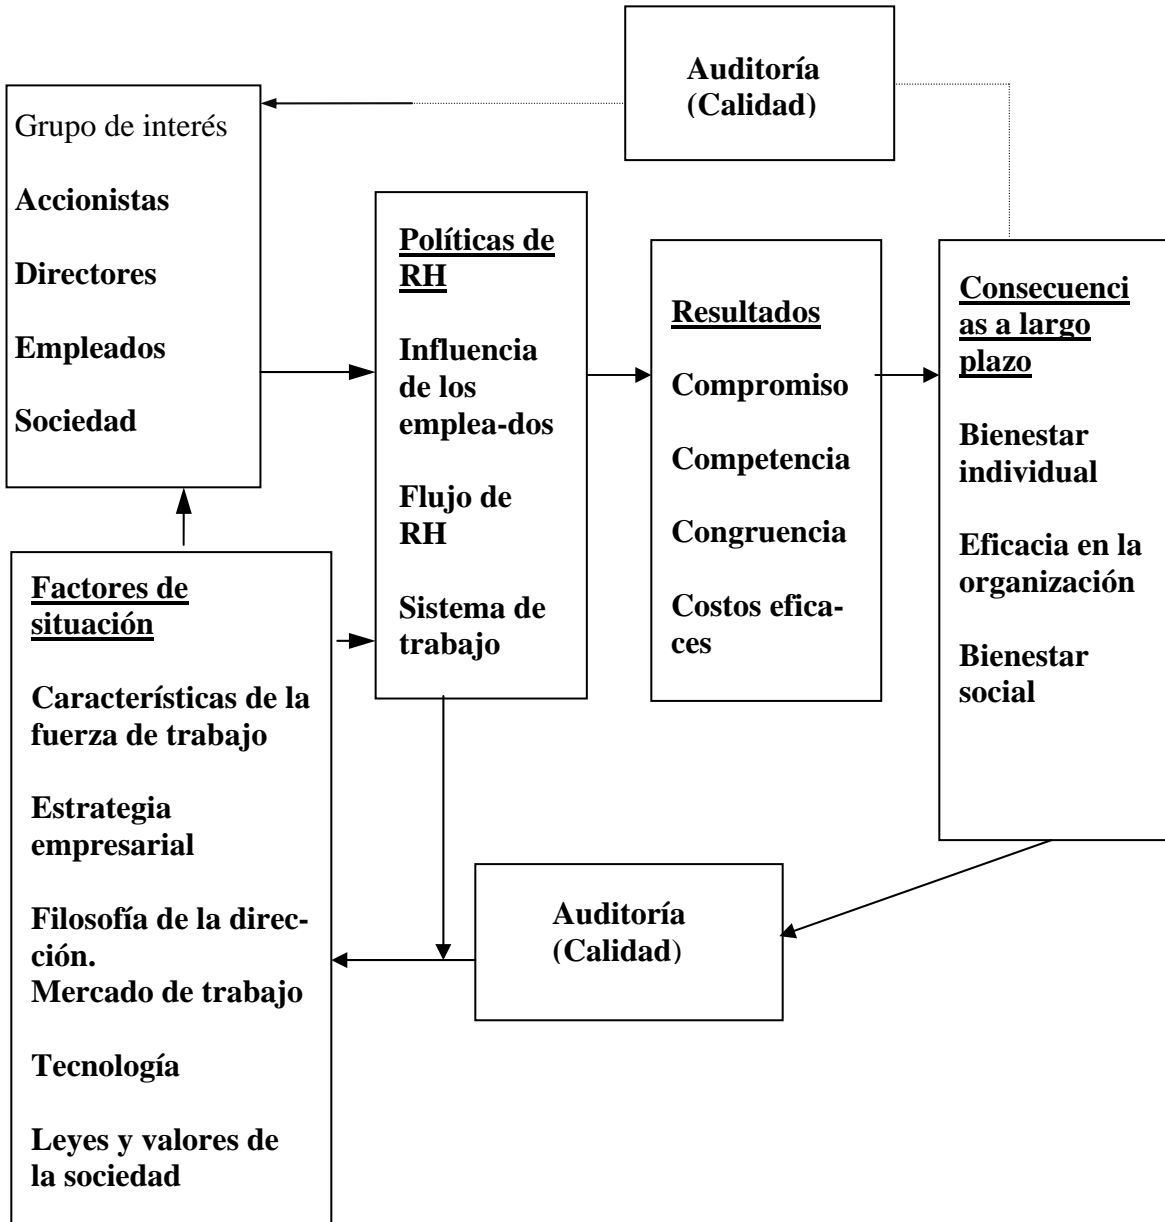 Auditoría
(Calidad)
Grupo de interés
Accionistas
Directores
Empleados
Sociedad
Políticas de
RH
Influencia
de los
emplea-dos
Flujo de
RH
Sistema de
trabajo
Resultados
Compromiso
Competencia
Congruencia
Costos efica-
ces
Consecuenci
as a largo
plazo
Bienestar
individual
Eficacia en la
organización
Bienestar
social
Factores de
situación
Característícas de la
fuerza de trabajo
Estrategia
empresarial
Filosofía de la direc-
ción.
Mercado de trabajo
Tecnología
Leyes y valores de
la sociedad
Auditoría
(Calidad)